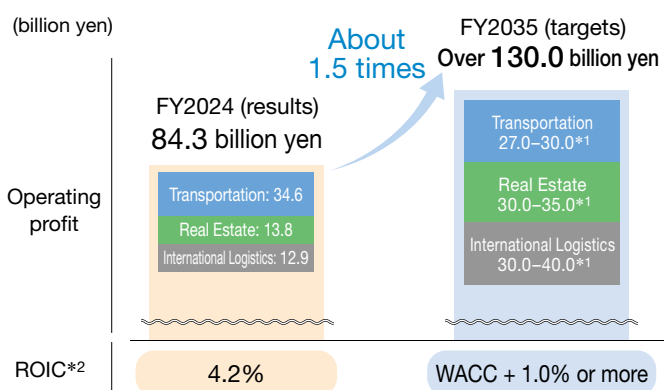 (billion yen)
About
1.5 times
FY2035 (targets)
Over 130.0 billion yen
FY2024 (results)
84.3 billion yen
Operating
profit
Transportation: 34.6
Real Estate: 13.8
International Logistics: 12.9
Transportation
27.0–30.0*1
Real Estate
30.0–35.0*1
International Logistics
30.0–40.0*1
ROIC*2
4.2%
WACC + 1.0% or more